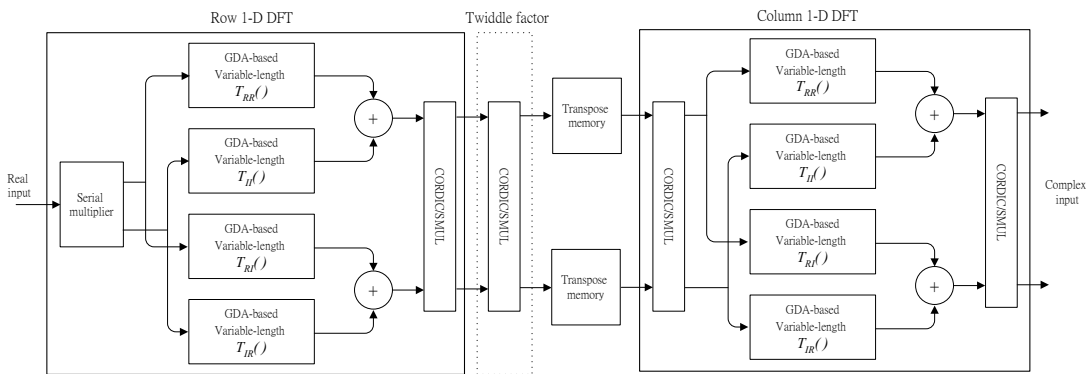 Row 1-D DFT
Twiddle factor
Column 1-D DFT
Real
input
Serial
multiplier
GDA-based
Variable-length
T_RR()
GDA-based
Variable-length
T_II()
GDA-based
Variable-length
T_RI()
GDA-based
Variable-length
T_IR()
+
+
CORDIC/SMUL
CORDIC/SMUL
Transpose
memory
Transpose
memory
CORDIC/SMUL
GDA-based
Variable-length
T_RR()
GDA-based
Variable-length
T_II()
GDA-based
Variable-length
T_RI()
GDA-based
Variable-length
T_IR()
+
+
CORDIC/SMUL
Complex
input